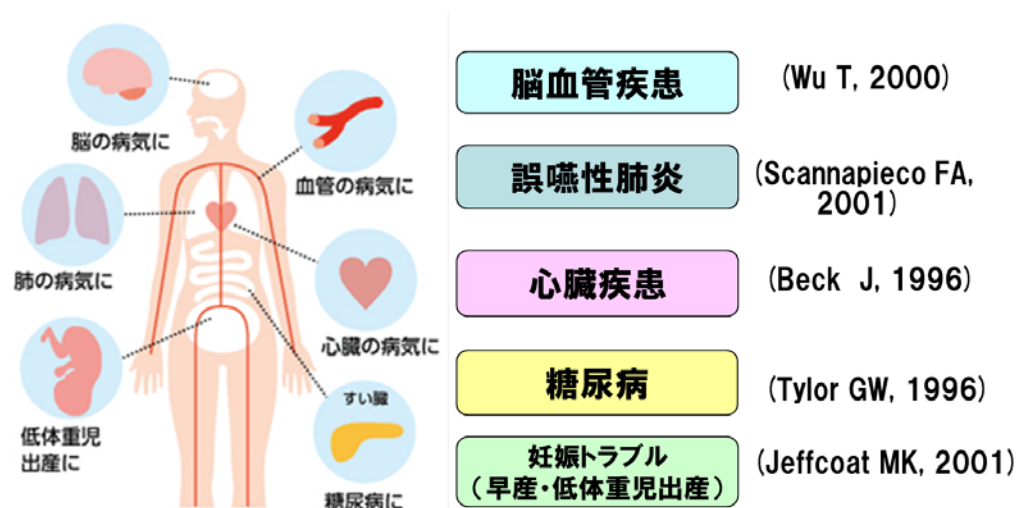 脳の病気に
血管の病気に
肺の病気に
心臓の病気に
低体重児
出産に
すい臓
糖尿病に
脳血管疾患
(Wu T, 2000)
誤嚥性肺炎
(Scannapieco FA,
2001)
心臓疾患
(Beck J, 1996)
糖尿病
(Tylor GW, 1996)
妊娠トラブル
(早産・低体重児出産)
(Jeffcoat MK, 2001)